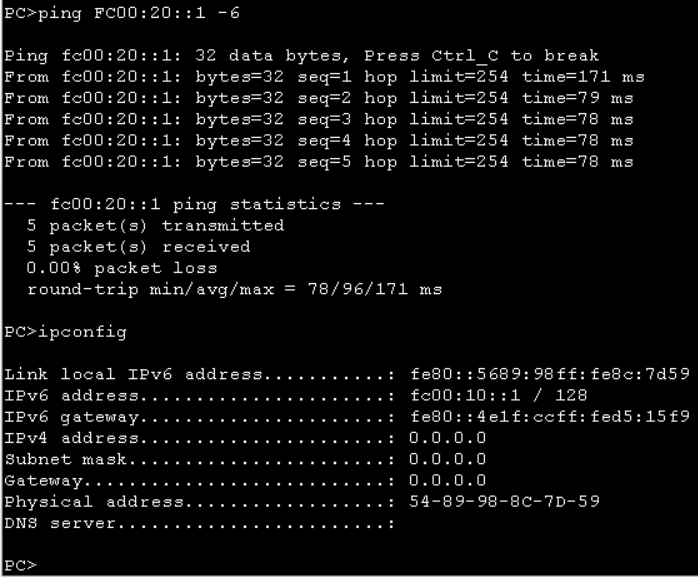 PC>ping FC00:20::1 -6
Ping fc00:20::1: 32 data bytes, Press Ctrl_C to break
From fc00:20::1: bytes=32 seq=1 hop limit=254 time=171 ms
From fc00:20::1: bytes=32 seq=2 hop limit=254 time=79 ms
From fc00:20::1: bytes=32 seq=3 hop limit=254 time=78 ms
From fc00:20::1: bytes=32 seq=4 hop limit=254 time=78 ms
From fc00:20::1: bytes=32 seq=5 hop limit=254 time=78 ms
--- fc00:20::1 ping statistics ---
5 packet(s) transmitted
5 packet(s) received
0.00% packet loss
round-trip min/avg/max = 78/96/171 ms
PC>ipconfig
Link local IPv6 address...........: fe80::5689:98ff:fe8c:7d59
IPv6 address......................: fc00:10::1 / 128
IPv6 gateway......................: fe80::4e1f:ccff:fed5:15f9
IPv4 address......................: 0.0.0.0
Subnet mask.......................: 0.0.0.0
Gateway...........................: 0.0.0.0
Physical address..................: 54-89-98-8C-7D-59
DNS server........................:
PC>